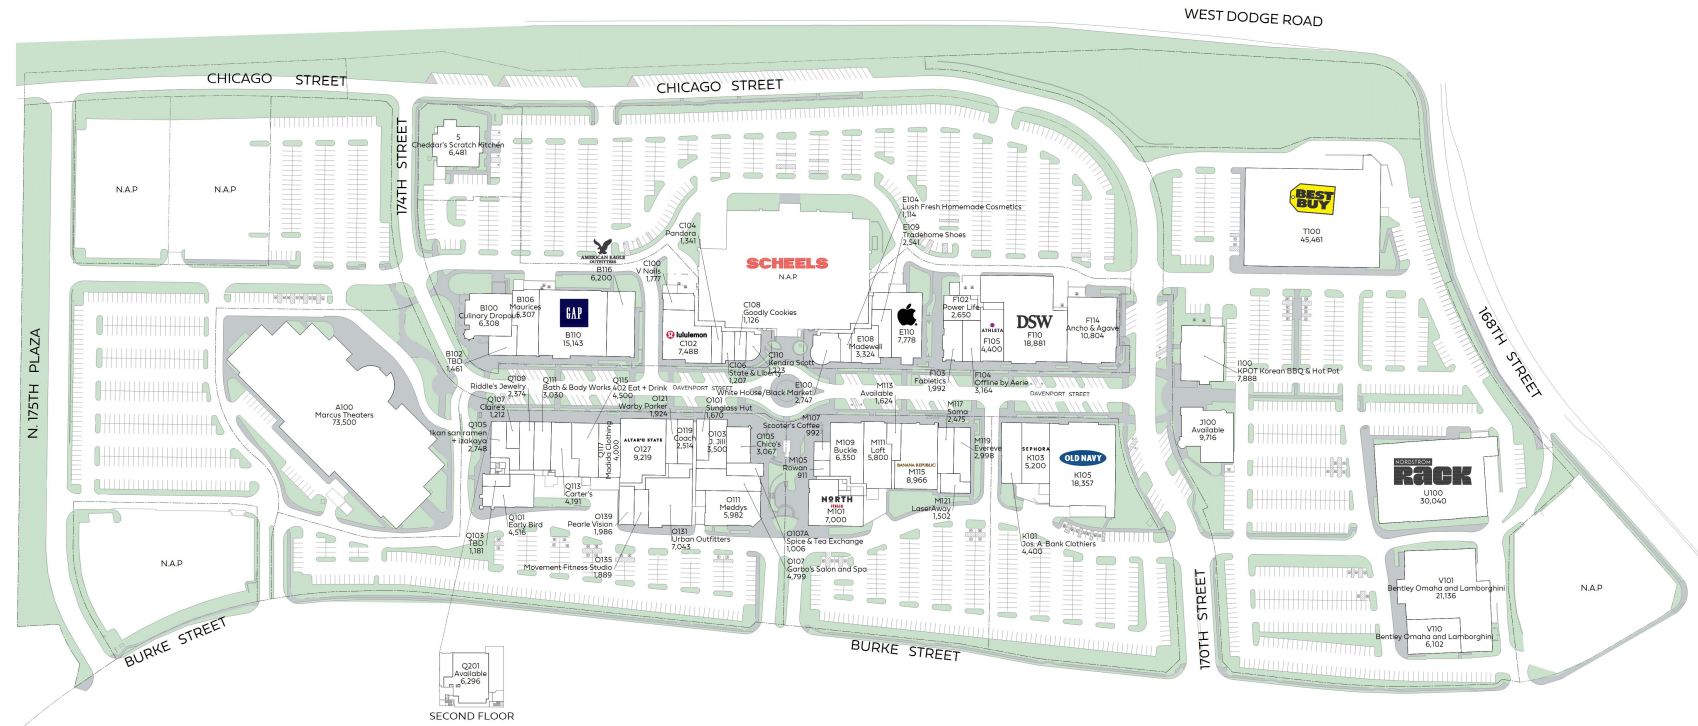 WEST DODGE ROAD
CHICAGO STREET
CHICAGO STREET
174TH STREET
N. 175TH PLAZA
168TH STREET
170TH STREET
BURKE STREET
BURKE STREET
DAVENPORT STREET
DAVENPORT STREET
N.A.P
N.A.P
5
Cheddar's Scratch Kitchen
6,481
BEST
BUY
T100
45,461
E104
Lush Fresh Homemade Cosmetics
1,114
E109
Tradehome Shoes
2,541
C104
Pandora
1,341
AMERICAN EAGLE
OUTFITTERS
B116
6,200
C100
V Nails
1,777
SCHEELS
N.A.P.
B100
Culinary Dropout
6,308
B106
Maurices
5,307
GAP
B110
15,143
B102
TBD
1,461
lululemon
C102
7,488
C108
Goodly Cookies
1,126
C110
Kendra Scott
1,223
C106
State & Liberty
1,207
E100
White House/Black Market
2,747
E108
Madewell
3,324
E110
7,778
F102
Power Life
2,650
ATHLETA
F105
4,400
DSW
F110
18,881
F114
Ancho & Agave
10,804
F103
Fabletics
1,992
F104
Offline by Aerie
3,164
I100
KPOT Korean BBQ & Hot Pot
7,888
J100
Available
9,716
A100
Marcus Theaters
73,500
Q109
Riddle's Jewelry
2,374
Q111
Bath & Body Works
3,030
Q115
402 Eat + Drink
4,500
Q107
Claire's
1,212
Q105
Ikan san ramen
+ izakaya
2,748
Q117
Madida Clothing
4,000
O121
Warby Parker
1,924
O101
Sunglass Hut
1,670
ALTAR'D STATE
O127
9,219
O119
Coach
2,514
O103
J. Jill
3,500
O105
Chico's
3,067
M107
Scooter's Coffee
992
M105
Rowan
911
M113
Available
1,624
M109
Buckle
6,350
M111
Loft
5,800
BANANA REPUBLIC
M115
8,966
M117
Soma
2,475
M119
Evereve
2,998
M121
LaserAway
1,502
NORTH
ITALIA
M101
7,000
SEPHORA
K103
5,200
OLD NAVY
K105
18,357
K101
Jos. A. Bank Clothiers
4,400
Q113
Carter's
4,191
Q101
Early Bird
4,516
Q103
TBD
1,181
O139
Pearle Vision
1,986
O135
Movement Fitness Studio
1,889
O131
Urban Outfitters
7,043
O111
Meddys
5,982
O107A
Spice & Tea Exchange
1,006
O107
Garbo's Salon and Spa
4,799
NORDSTROM
RACK
U100
30,040
V101
Bentley Omaha and Lamborghini
21,136
V110
Bentley Omaha and Lamborghini
6,102
N.A.P
N.A.P
Q201
Available
6,296
SECOND FLOOR